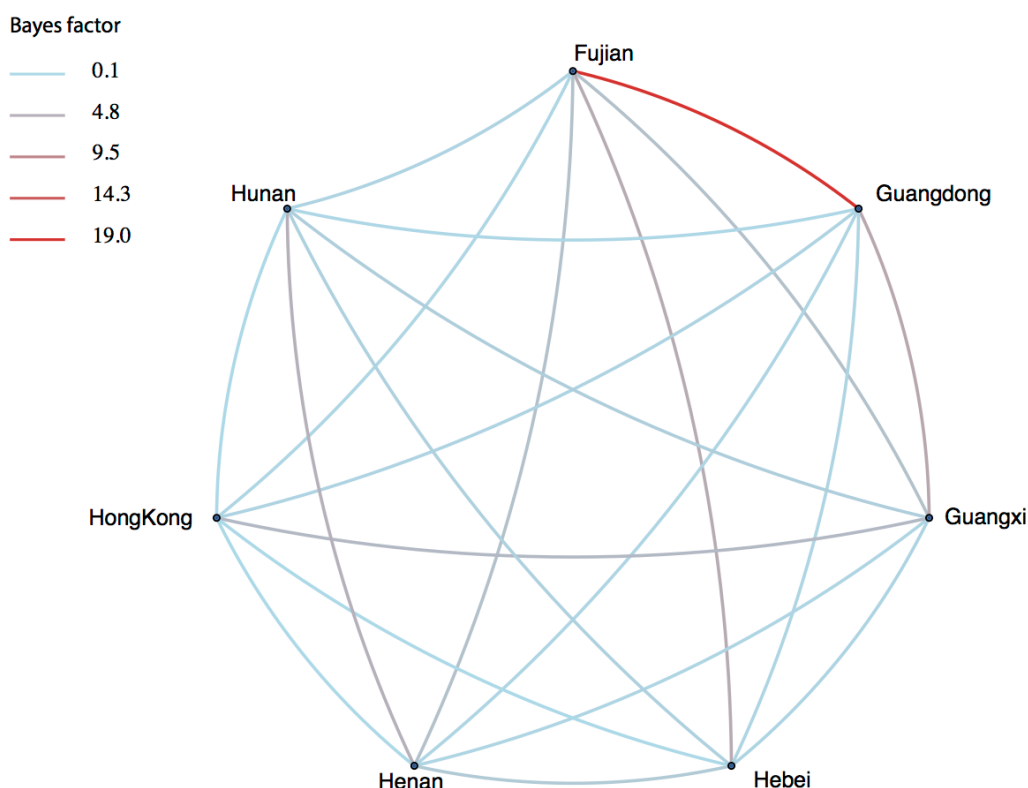 Bayes factor
0.1
4.8
9.5
14.3
19.0
Fujian
Hunan
Guangdong
HongKong
Guangxi
Henan
Hebei